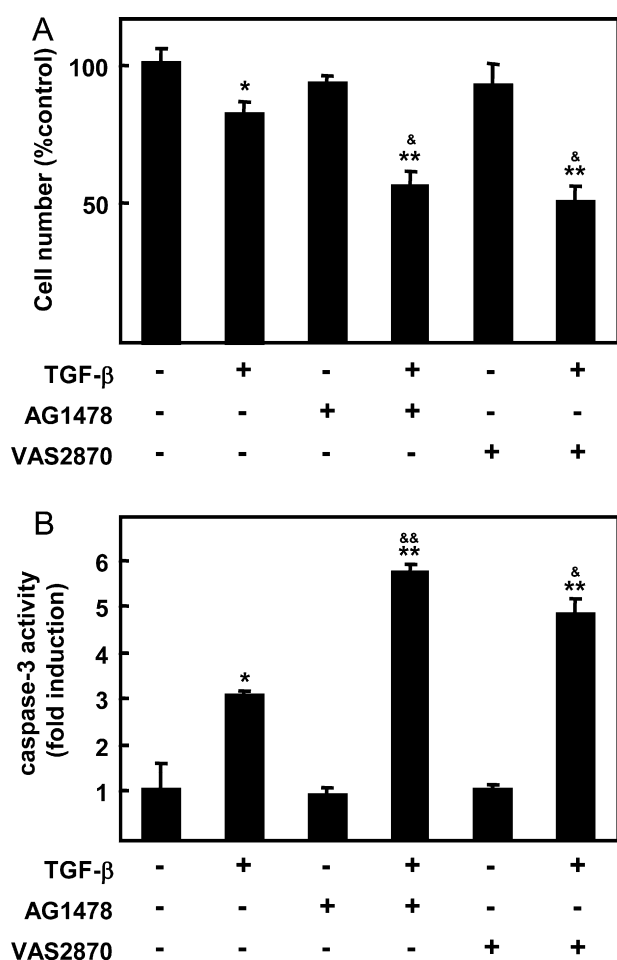 A
Cell number (%control)
100
50
*
&
**
&
**
TGF-β - + - + - +
AG1478 - - + + - -
VAS2870 - - - - + +
B
caspase-3 activity
(fold induction)
6
5
4
3
2
1
*
&&
**
&
**
TGF-β - + - + - +
AG1478 - - + + - -
VAS2870 - - - - + +